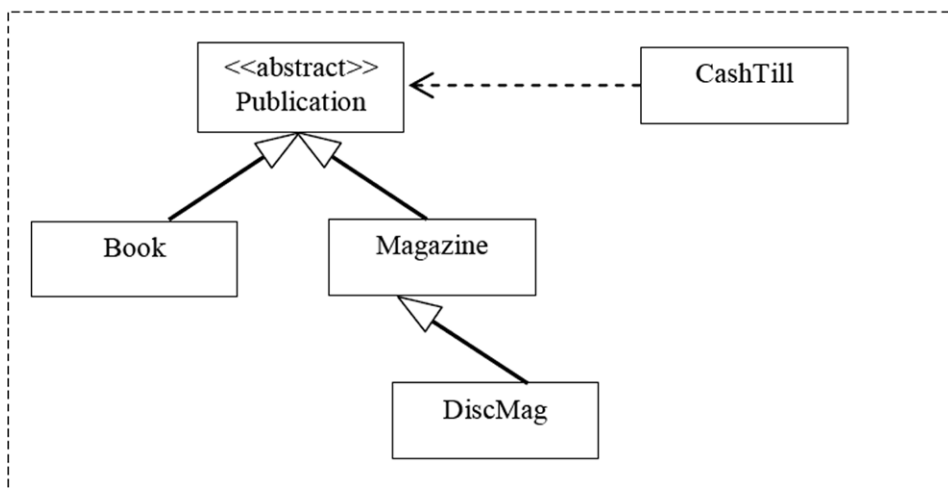 <<abstract>>
Publication
CashTill
Book
Magazine
DiscMag